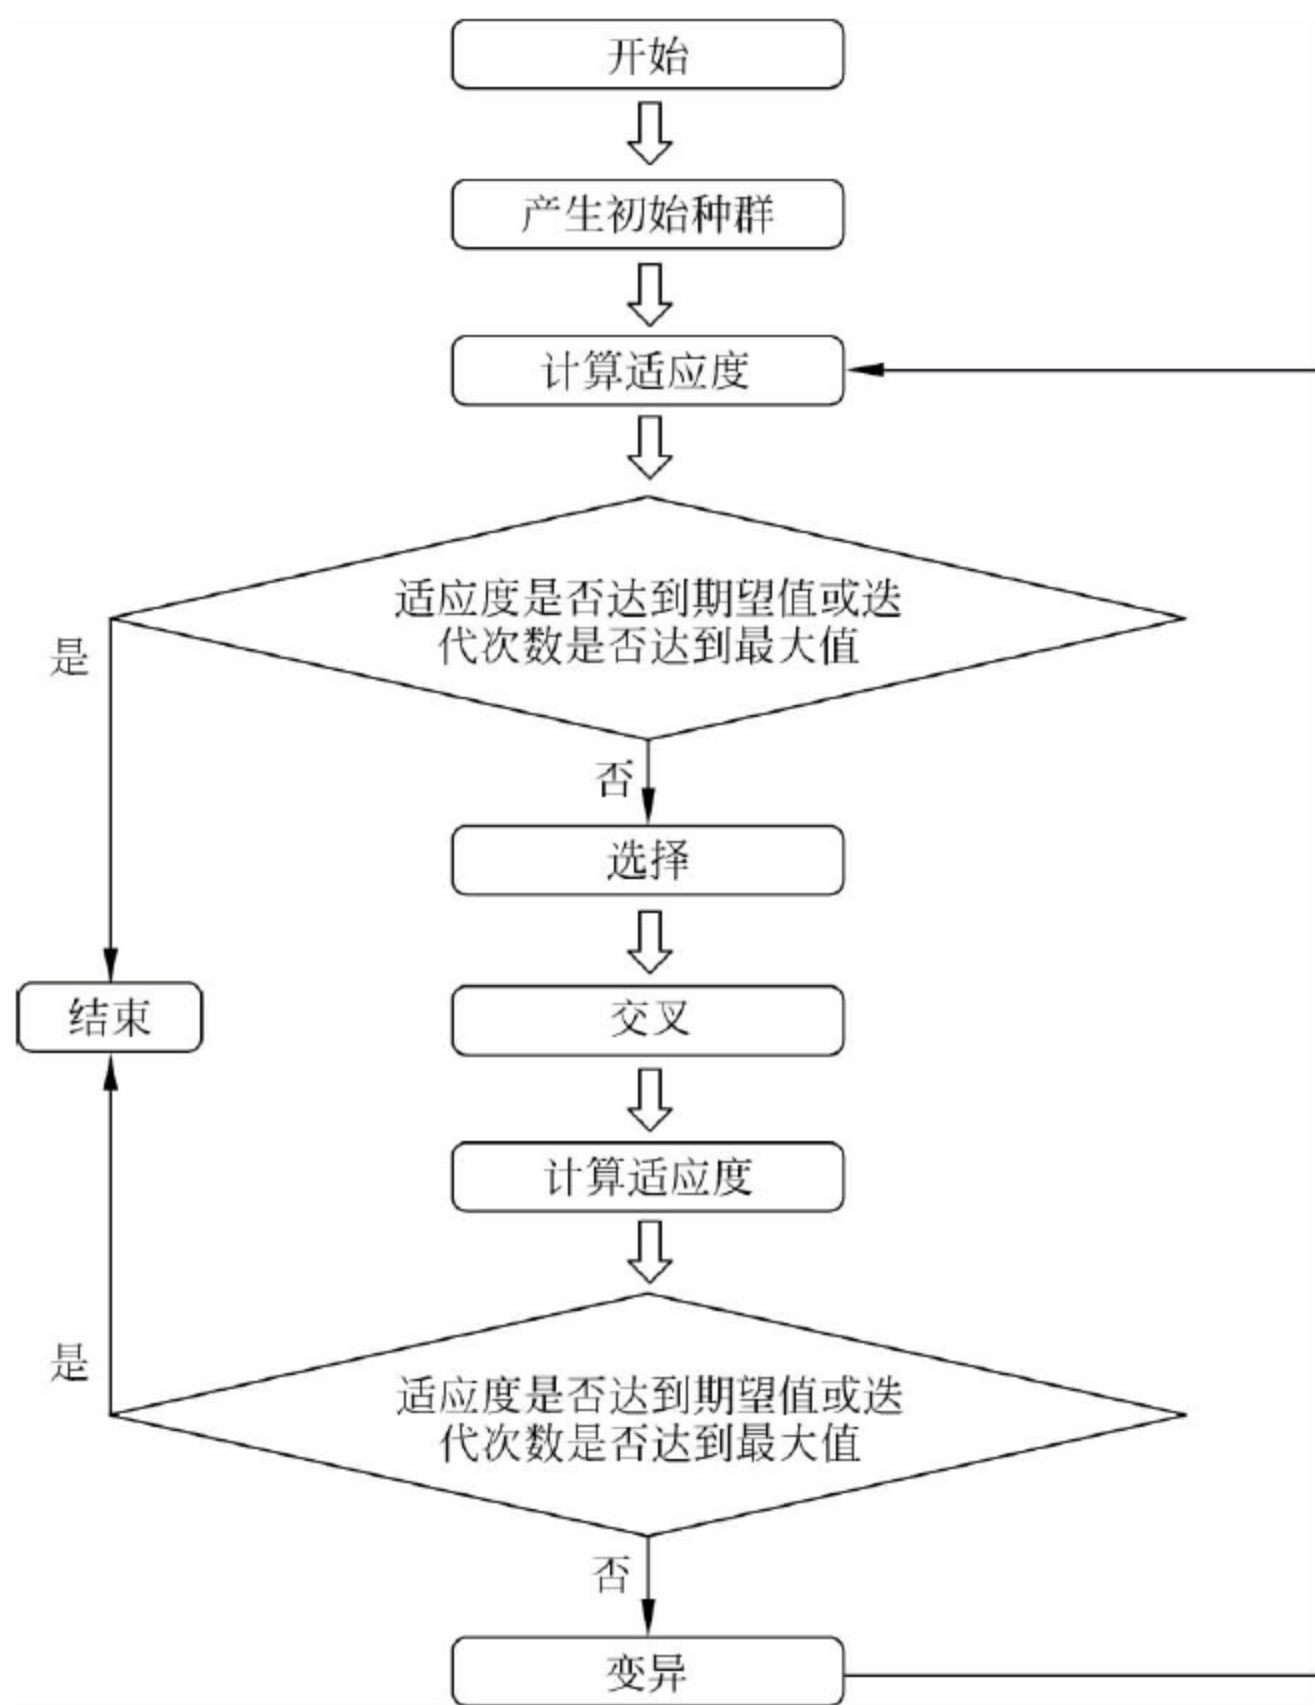 开始
产生初始种群
计算适应度
适应度是否达到期望值或迭
代次数是否达到最大值
是
否
选择
结束
交叉
计算适应度
是
适应度是否达到期望值或迭
代次数是否达到最大值
否
变异